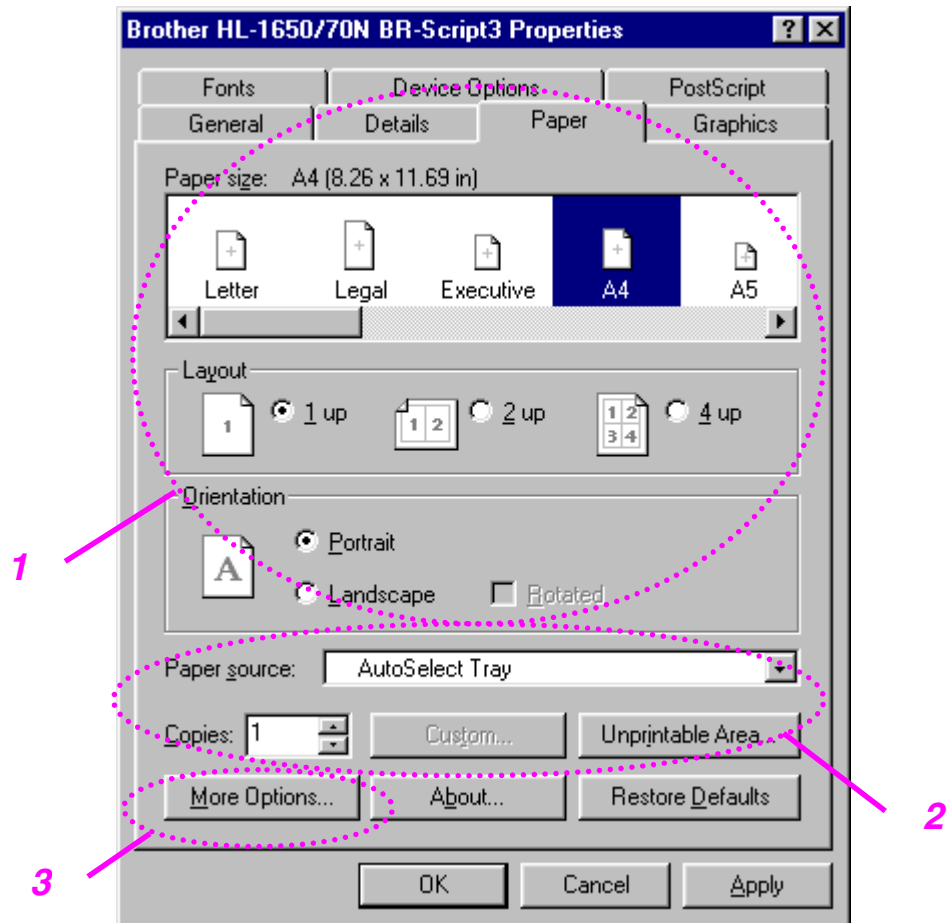 Brother HL-1650/70N BR-Script3 Properties
Fonts Device Options PostScript
General Details Paper Graphics
Paper size: A4 (8.26 x 11.69 in)
Letter Legal Executive A4 A5
Layout
1 1 up 1 2 2 up 1 2 4 up
3 4
Orientation
A Portrait
1
Landscape Rotated
Paper source: AutoSelect Tray
Copies: 1 Custom... Unprintable Area...
More Options... About... Restore Defaults
2
3
OK Cancel Apply